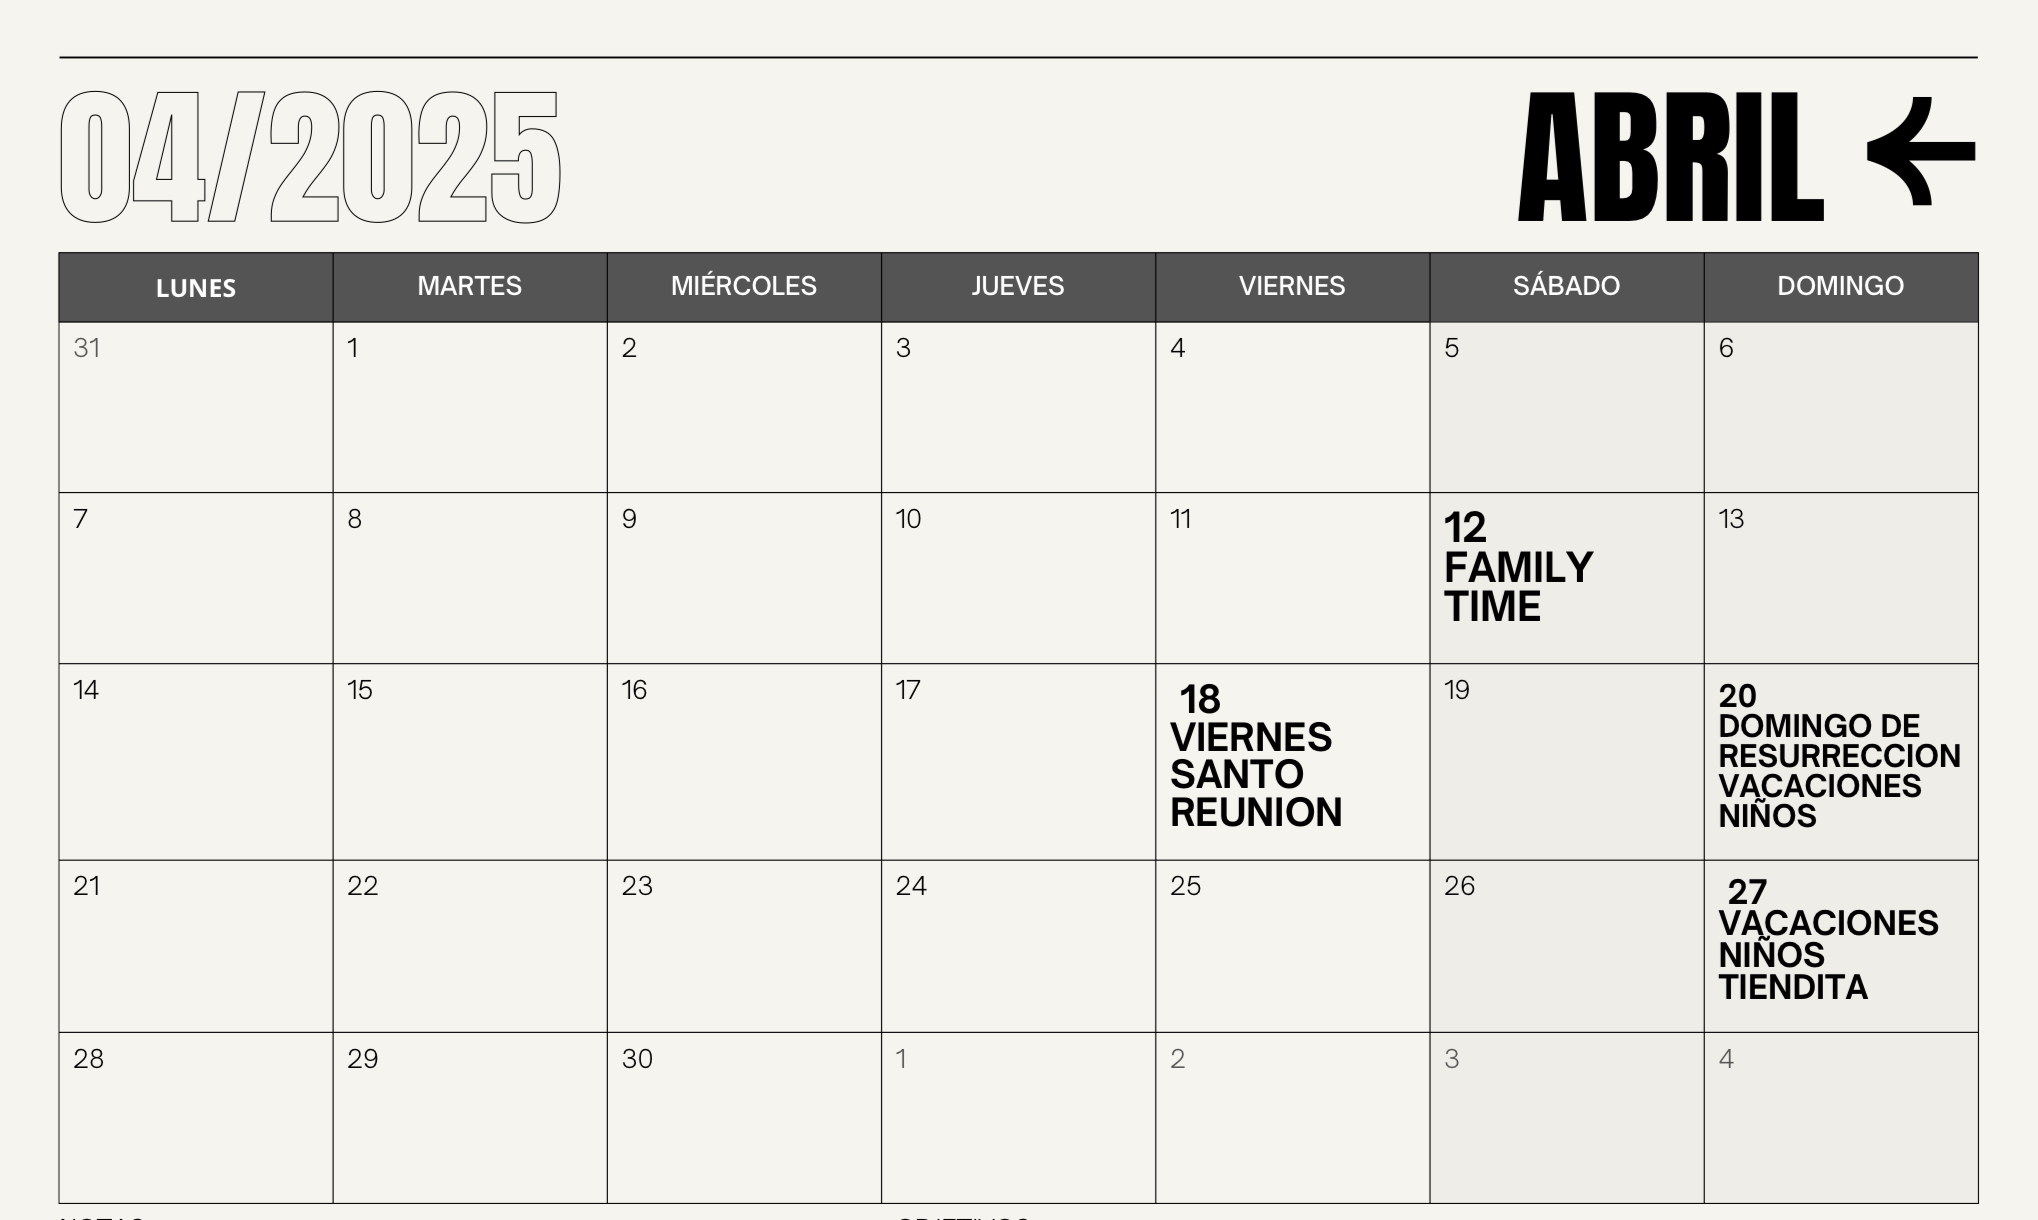 04/2025
ABRIL
LUNES MARTES MIÉRCOLES JUEVES VIERNES SÁBADO DOMINGO
31 1 2 3 4 5 6
7 8 9 10 11
12
FAMILY
TIME
13
14 15 16 17
18
VIERNES
SANTO
REUNION
19
20
DOMINGO DE
RESURRECCION
VACACIONES
NIÑOS
21 22 23 24 25 26
27
VACACIONES
NIÑOS
TIENDITA
28 29 30 1 2 3 4